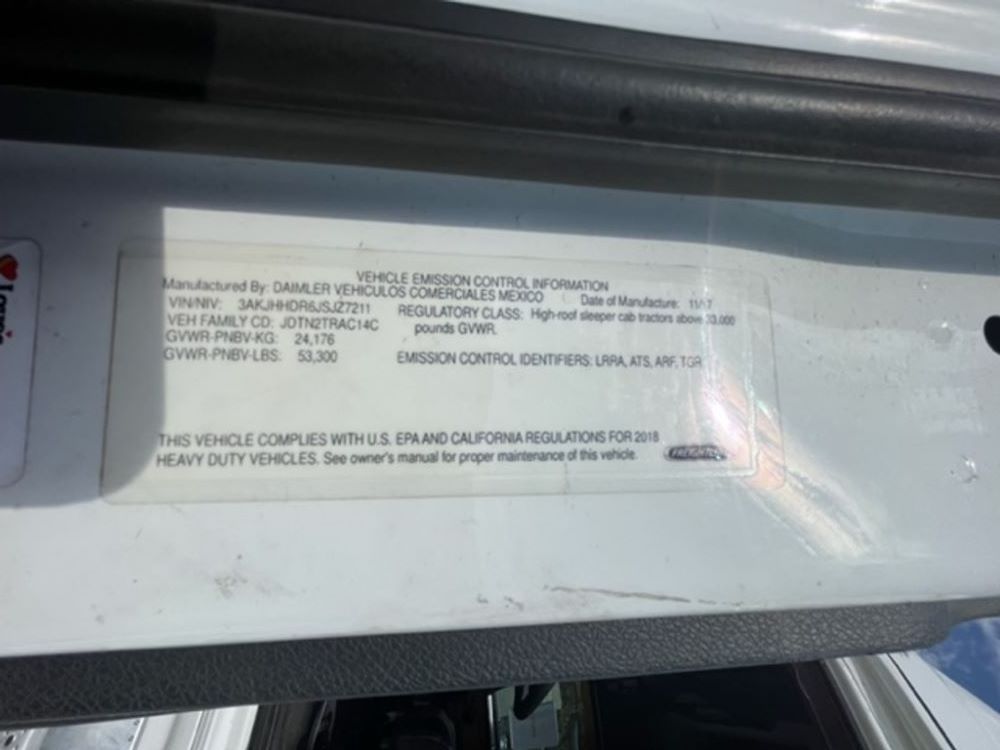 VEHICLE EMISSION CONTROL INFORMATION
Manufactured By: DAIMLER VEHICULOS COMERCIALES MEXICO Date of Manufacture: 11/17
VIN/NIV: 3AKJHHDR6JSJZ7211 REGULATORY CLASS: High-roof sleeper cab tractors above 33,000
VEH FAMILY CD: JDTN2TRAC14C pounds GVWR.
GVWR-PNBV-KG: 24,176
GVWR-PNBV-LBS: 53,300 EMISSION CONTROL IDENTIFIERS: LRRA, ATS, ARF, TGR
THIS VEHICLE COMPLIES WITH U.S. EPA AND CALIFORNIA REGULATIONS FOR 2018
HEAVY DUTY VEHICLES. See owner's manual for proper maintenance of this vehicle.